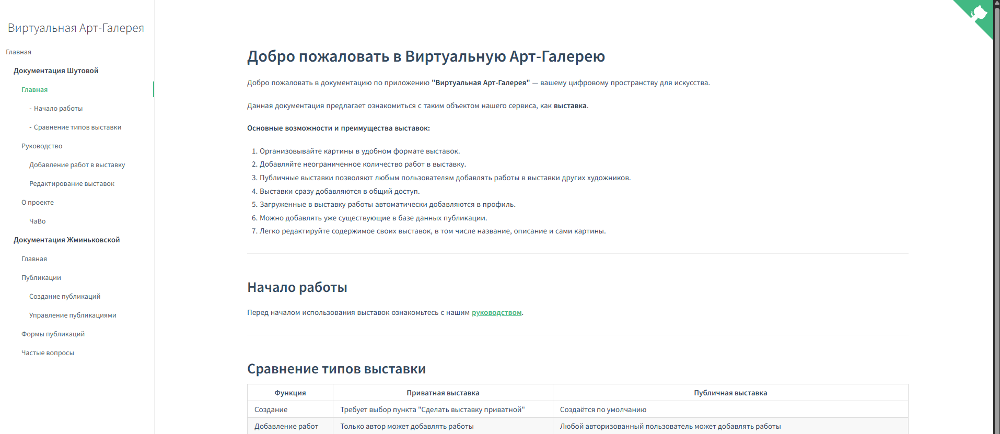 Виртуальная Арт-Галерея
Главная
Документация Шутовой
Главная
- Начало работы
- Сравнение типов выставки
Руководство
Добавление работ в выставку
Редактирование выставок
О проекте
ЧаВо
Документация Жминьковской
Главная
Публикации
Создание публикаций
Управление публикациями
Формы публикаций
Частые вопросы
Добро пожаловать в Виртуальную Арт-Галерею
Добро пожаловать в документацию по приложению "Виртуальная Арт-Галерея" — вашему цифровому пространству для искусства.
Данная документация предлагает ознакомиться с таким объектом нашего сервиса, как выставка.
Основные возможности и преимущества выставок:
1. Организовывайте картины в удобном формате выставок.
2. Добавляйте неограниченное количество работ в выставку.
3. Публичные выставки позволяют любым пользователям добавлять работы в выставки других художников.
4. Выставки сразу добавляются в общий доступ.
5. Загруженные в выставку работы автоматически добавляются в профиль.
6. Можно добавлять уже существующие в базе данных публикации.
7. Легко редактируйте содержимое своих выставок, в том числе название, описание и сами картины.
Начало работы
Перед началом использования выставок ознакомьтесь с нашим руководством.
Сравнение типов выставки
Функция Приватная выставка Публичная выставка
Создание Требует выбор пункта "Сделать выставку приватной" Создаётся по умолчанию
Добавление работ Только автор может добавлять работы Любой авторизованный пользователь может добавлять работы